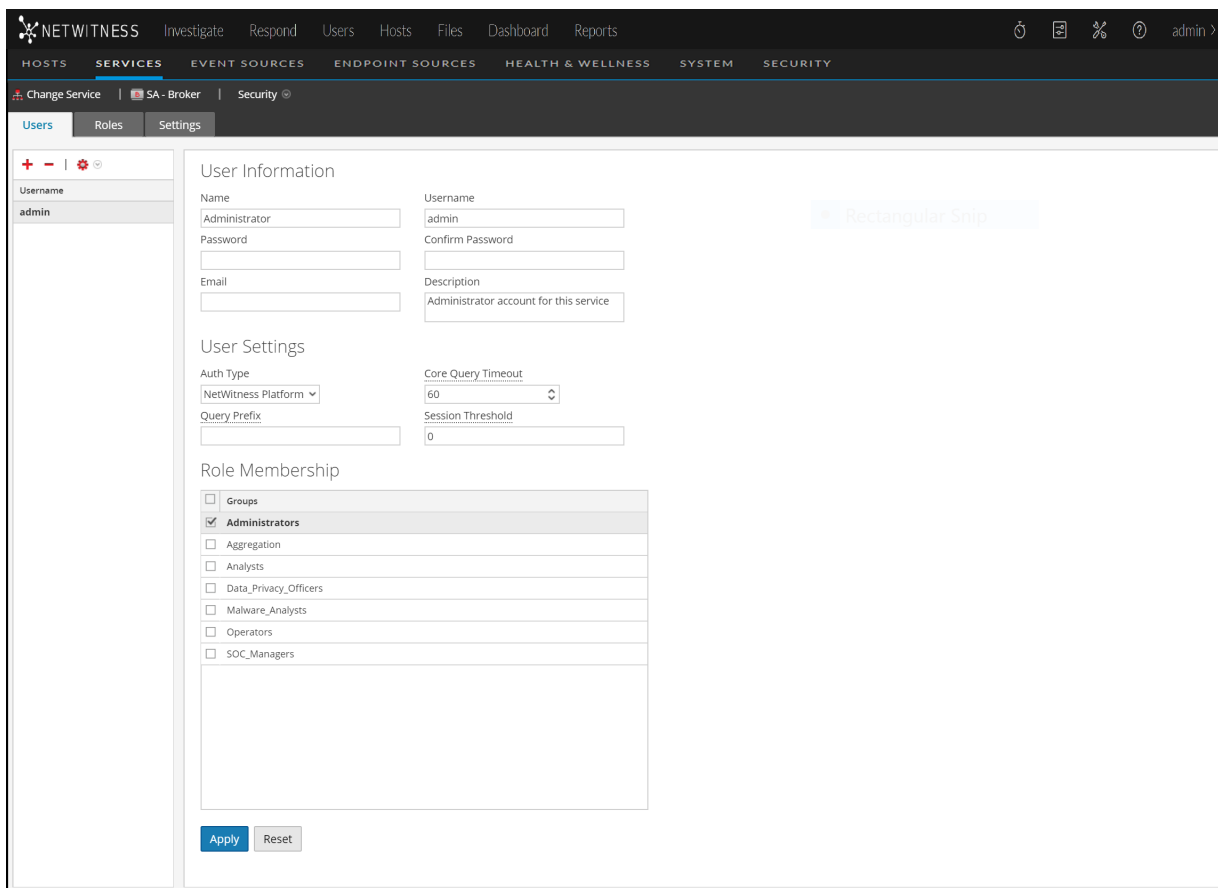 NETWITNESS Investigate Respond Users Hosts Files Dashboard Reports admin >
HOSTS SERVICES EVENT SOURCES ENDPOINT SOURCES HEALTH & WELLNESS SYSTEM SECURITY
Change Service | SA - Broker | Security
Users Roles Settings
Username
admin
User Information
Name Username
Administrator admin
Rectangular Snip
Password Confirm Password
Email Description
Administrator account for this service
User Settings
Auth Type Core Query Timeout
NetWitness Platform 60
Query Prefix Session Threshold
0
Role Membership
Groups
Administrators
Aggregation
Analysts
Data_Privacy_Officers
Malware_Analysts
Operators
SOC_Managers
Apply Reset